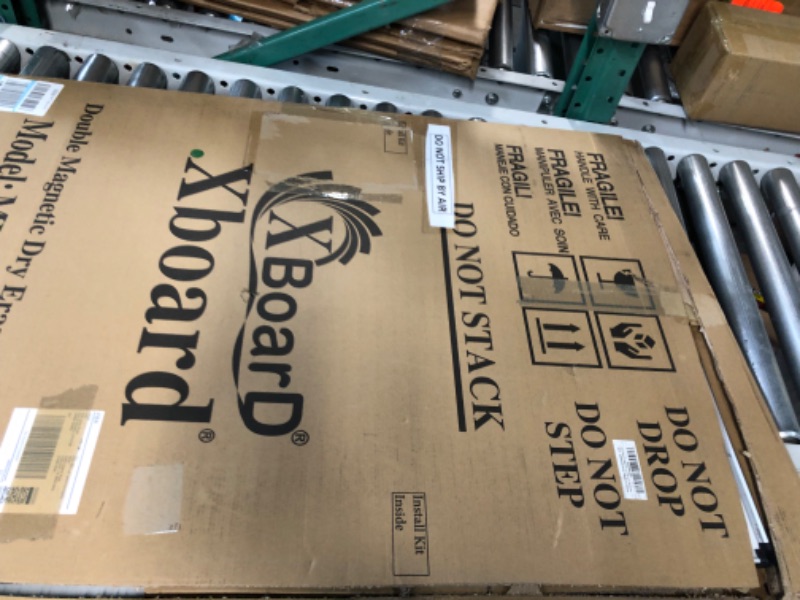 Double Magnetic Dry
Model:
Xboard®
XBoarD®
DO NOT SHIP BY AIR
FRAGILE!
HANDLE WITH CARE
FRAGILE!
MANIPULER AVEC SOIN
FRAGIL!
MANEJE CON CUIDADO
DO NOT STACK
DO NOT
DROP
DO NOT
STEP
Install Kit
Inside